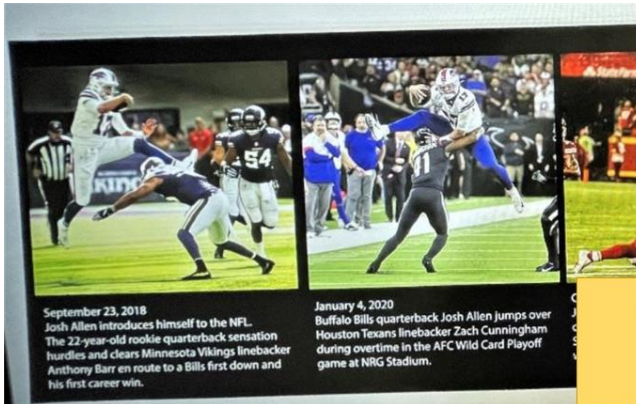 September 23, 2018
Josh Allen introduces himself to the NFL.
The 22-year-old rookie quarterback sensation
hurdles and clears Minnesota Vikings linebacker
Anthony Barr en route to a Bills first down and
his first career win.
January 4, 2020
Buffalo Bills quarterback Josh Allen jumps over
Houston Texans linebacker Zach Cunningham
during overtime in the AFC Wild Card Playoff
game at NRG Stadium.
54
41
17